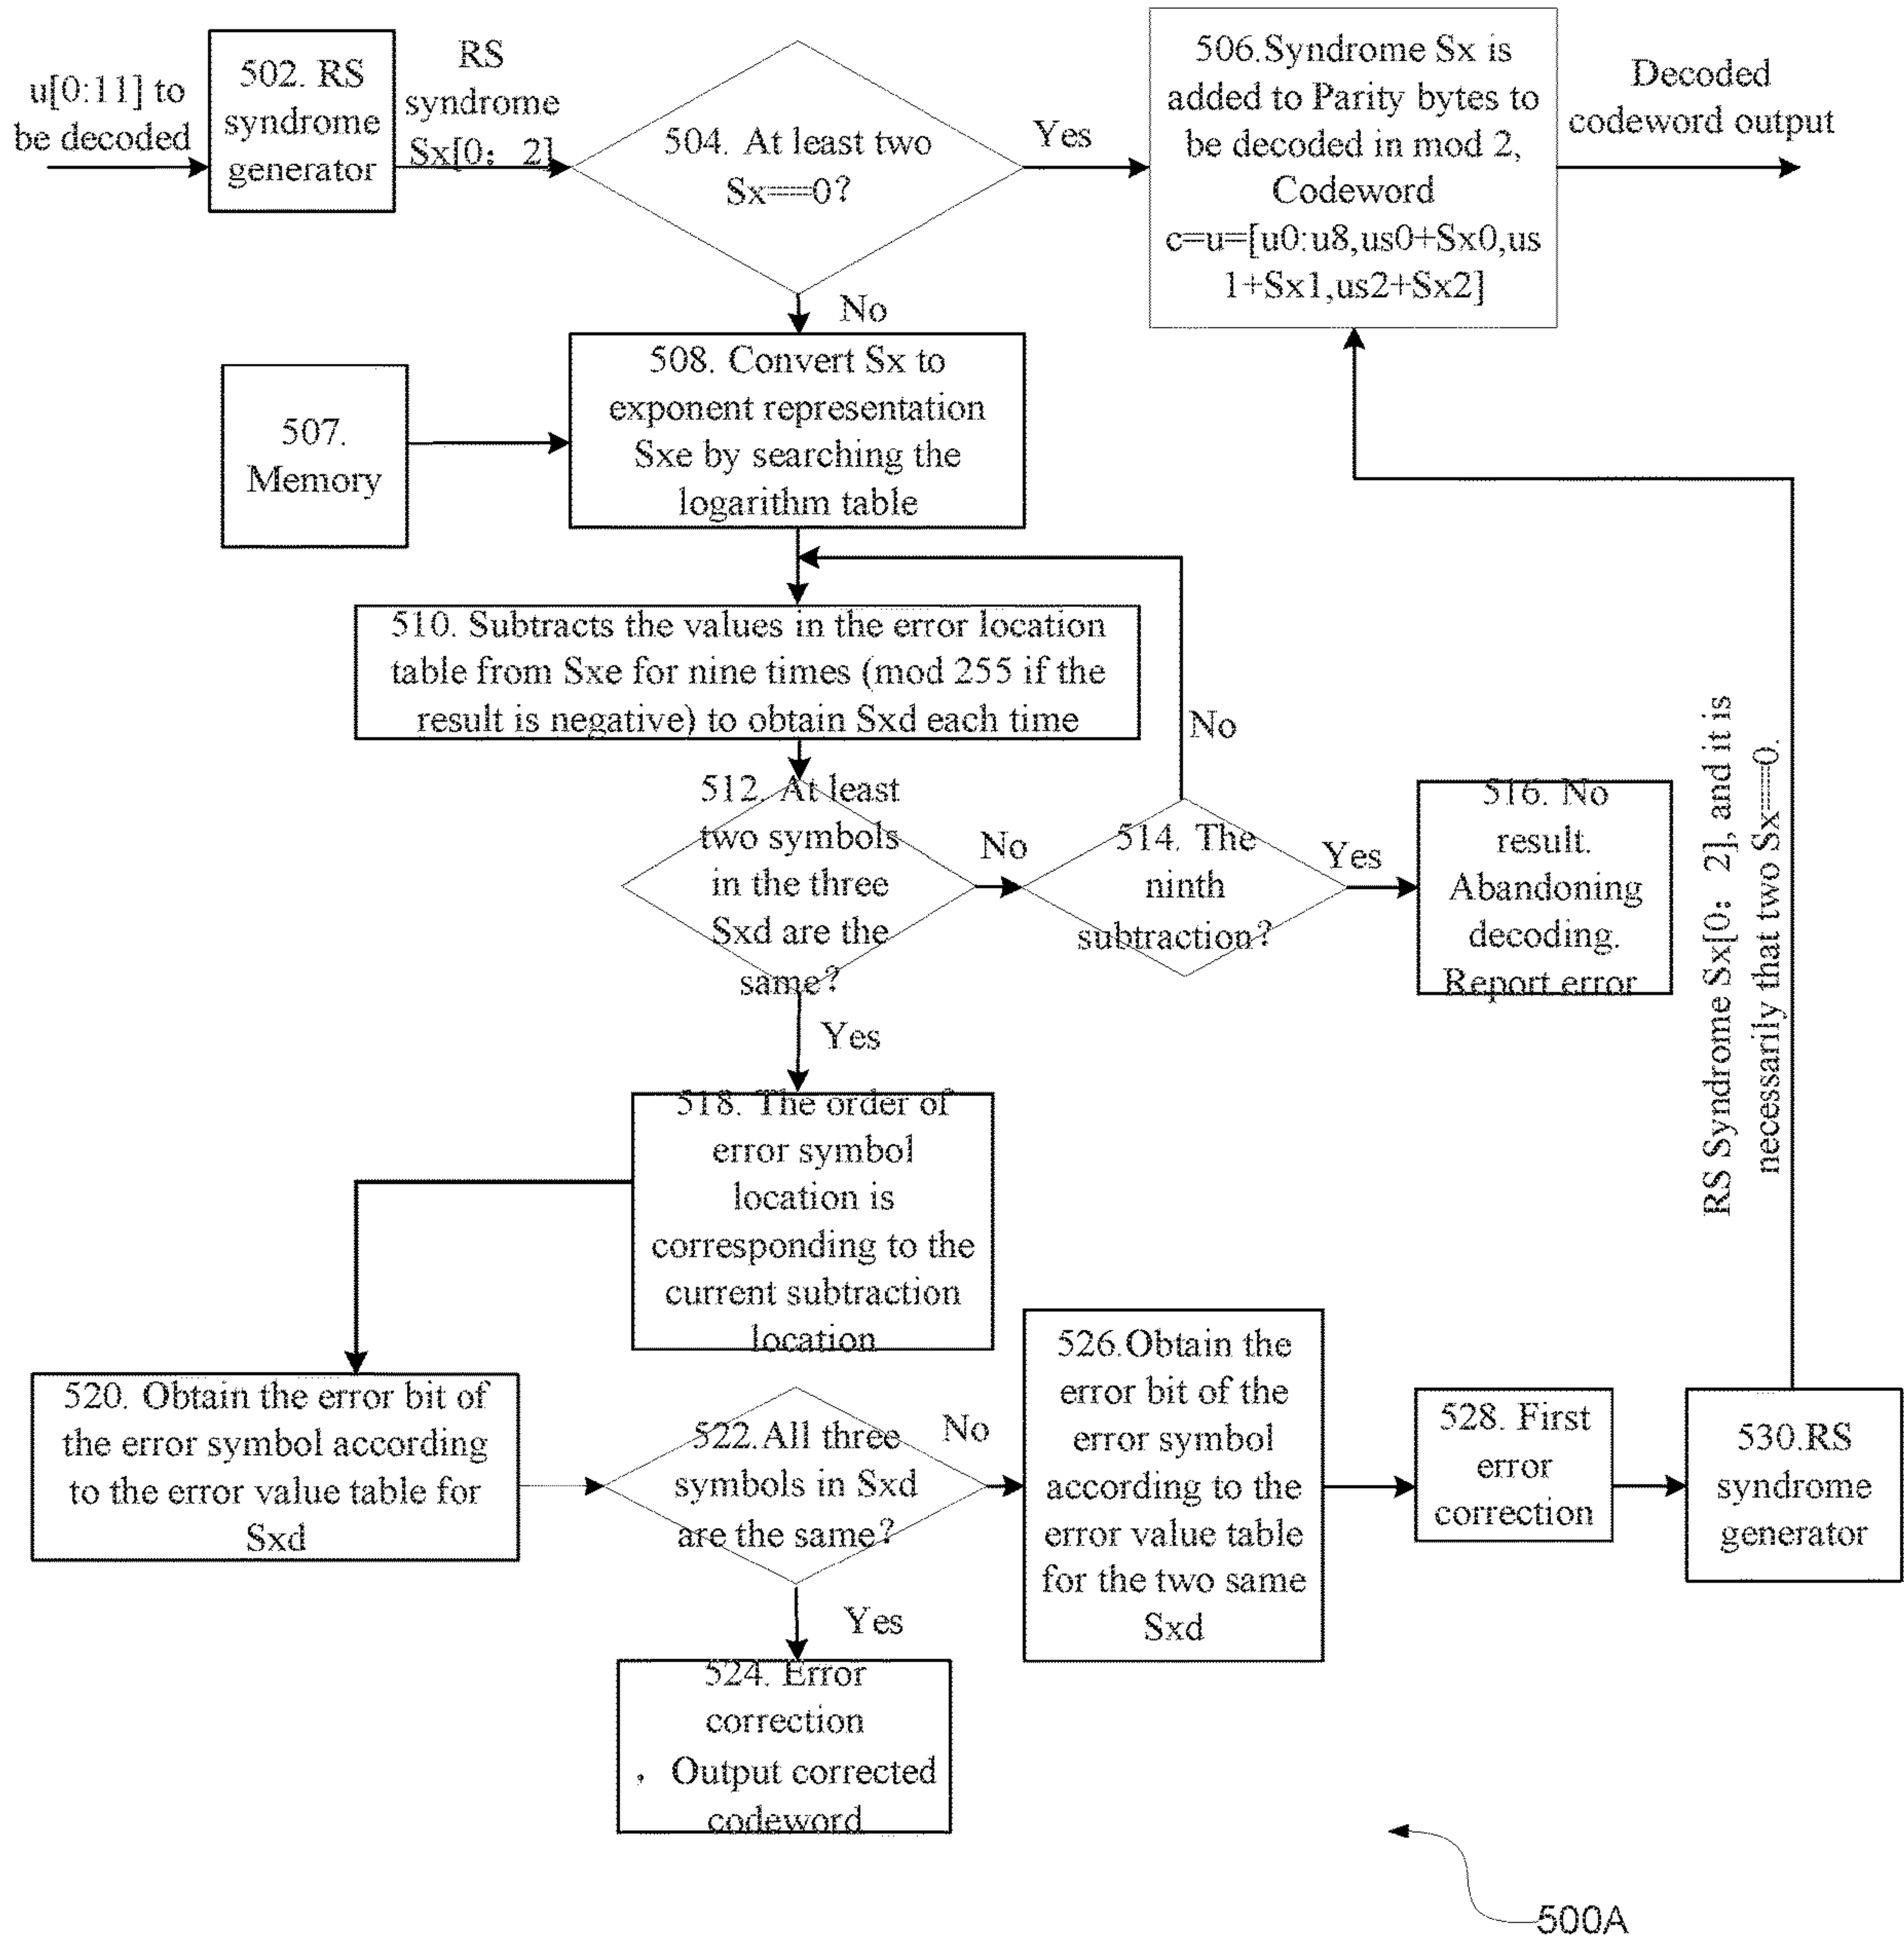 u[0:11] to
be decoded
502. RS
syndrome
generator
RS
syndrome
Sx[0：2]
504. At least two
Sx==0?
Yes
506.Syndrome Sx is
added to Parity bytes to
be decoded in mod 2,
Codeword
c=u=[u0:u8,us0+Sx0,us
1+Sx1,us2+Sx2]
Decoded
codeword output
No
507.
Memory
508. Convert Sx to
exponent representation
Sxe by searching the
logarithm table
510. Subtracts the values in the error location
table from Sxe for nine times (mod 255 if the
result is negative) to obtain Sxd each time
No
512. At least
two symbols
in the three
Sxd are the
same?
No
514. The
ninth
subtraction?
Yes
516. No
result.
Abandoning
decoding.
Report error
RS Syndrome Sx[0：2], and it is
necessarily that two Sx==0.
Yes
518. The order of
error symbol
location is
corresponding to the
current subtraction
location
520. Obtain the error bit of
the error symbol according
to the error value table for
Sxd
522.All three
symbols in Sxd
are the same?
No
526.Obtain the
error bit of the
error symbol
according to the
error value table
for the two same
Sxd
528. First
error
correction
530.RS
syndrome
generator
Yes
524. Error
correction
，Output corrected
codeword
500A